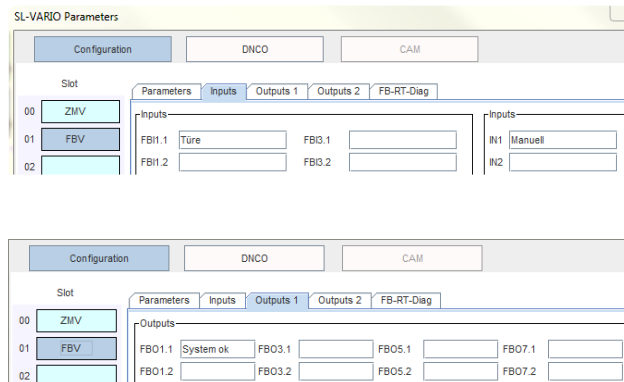 SL-VARIO Parameters
Configuration DNCO CAM
Slot Parameters Inputs Outputs 1 Outputs 2 FB-RT-Diag
00 ZMV Inputs Inputs
01 FBV FBI1.1 Türe FBI3.1 IN1 Manuell
02 FBI1.2 FBI3.2 IN2
Configuration DNCO CAM
Slot Parameters Inputs Outputs 1 Outputs 2 FB-RT-Diag
00 ZMV Outputs
01 FBV FBO1.1 System ok FBO3.1 FBO5.1 FBO7.1
02 FBO1.2 FBO3.2 FBO5.2 FBO7.2